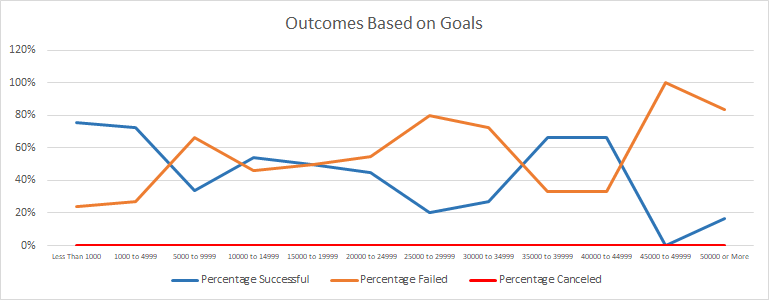 Outcomes Based on Goals
120%
100%
80%
60%
40%
20%
0%
Less Than 1000 1000 to 4999 5000 to 9999 10000 to 14999 15000 to 19999 20000 to 24999 25000 to 29999 30000 to 34999 35000 to 39999 40000 to 44999 45000 to 49999 50000 or More
Percentage Successful Percentage Failed Percentage Canceled